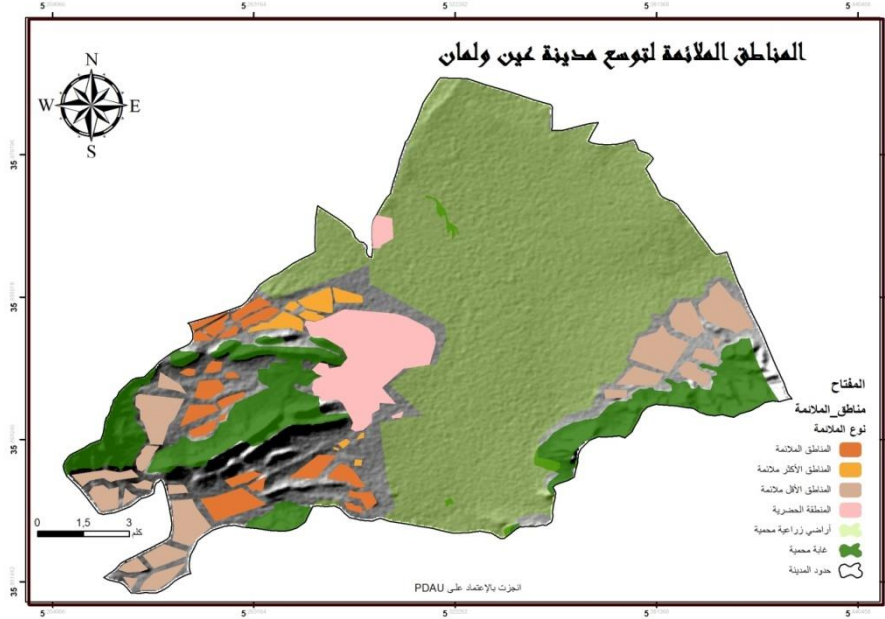 المناطق الملائمة لتوسع مدينة عين ولمان
N
W E
S
المفتاح
مناطق_الملائمة
نوع الملائمة
المناطق الملائمة
المناطق الأكثر ملائمة
المناطق الأقل ملائمة
المنطقة الحضرية
أراضي زراعية محمية
غابة محمية
حدود المدينة
0 1,5 3
كلم
انجزت بالإعتماد على PDAU